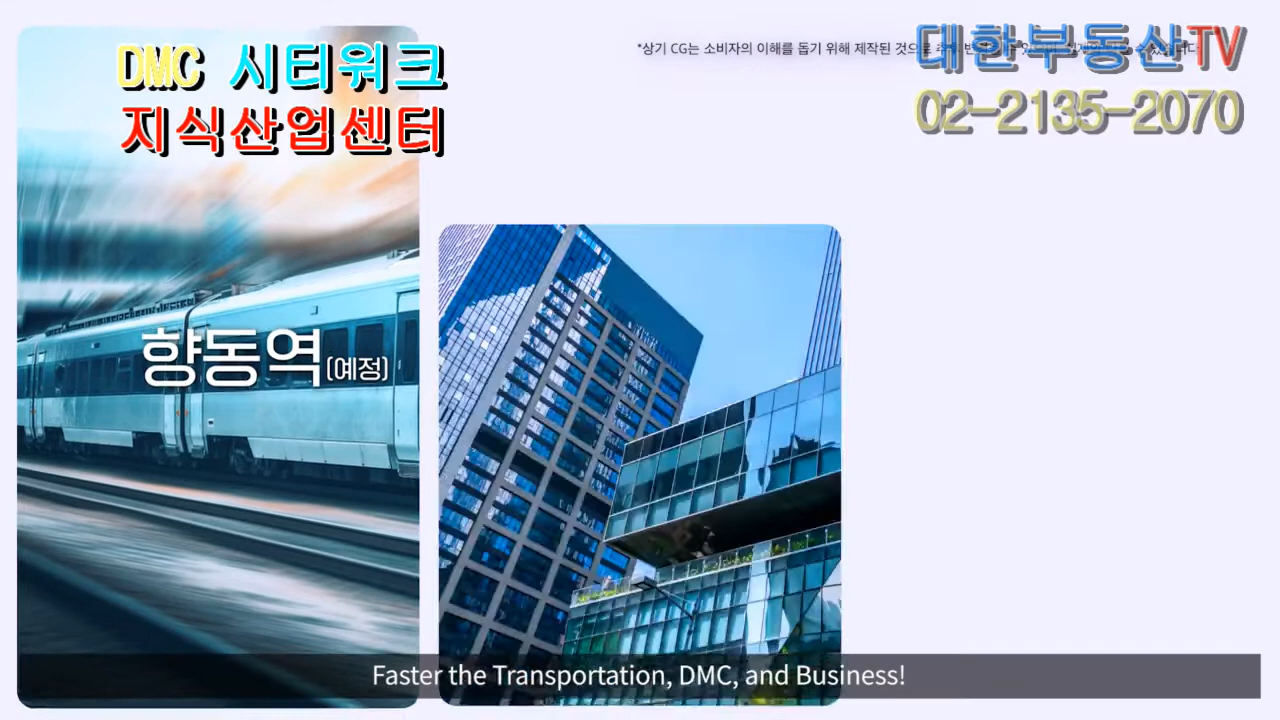 DMC 시티워크
지식산업센터
*상기 CG는 소비자의 이해를 돕기 위해 제작된 것으로
대한부동산TV
02-2135-2070
향동역(예정)
Faster the Transportation, DMC, and Business!